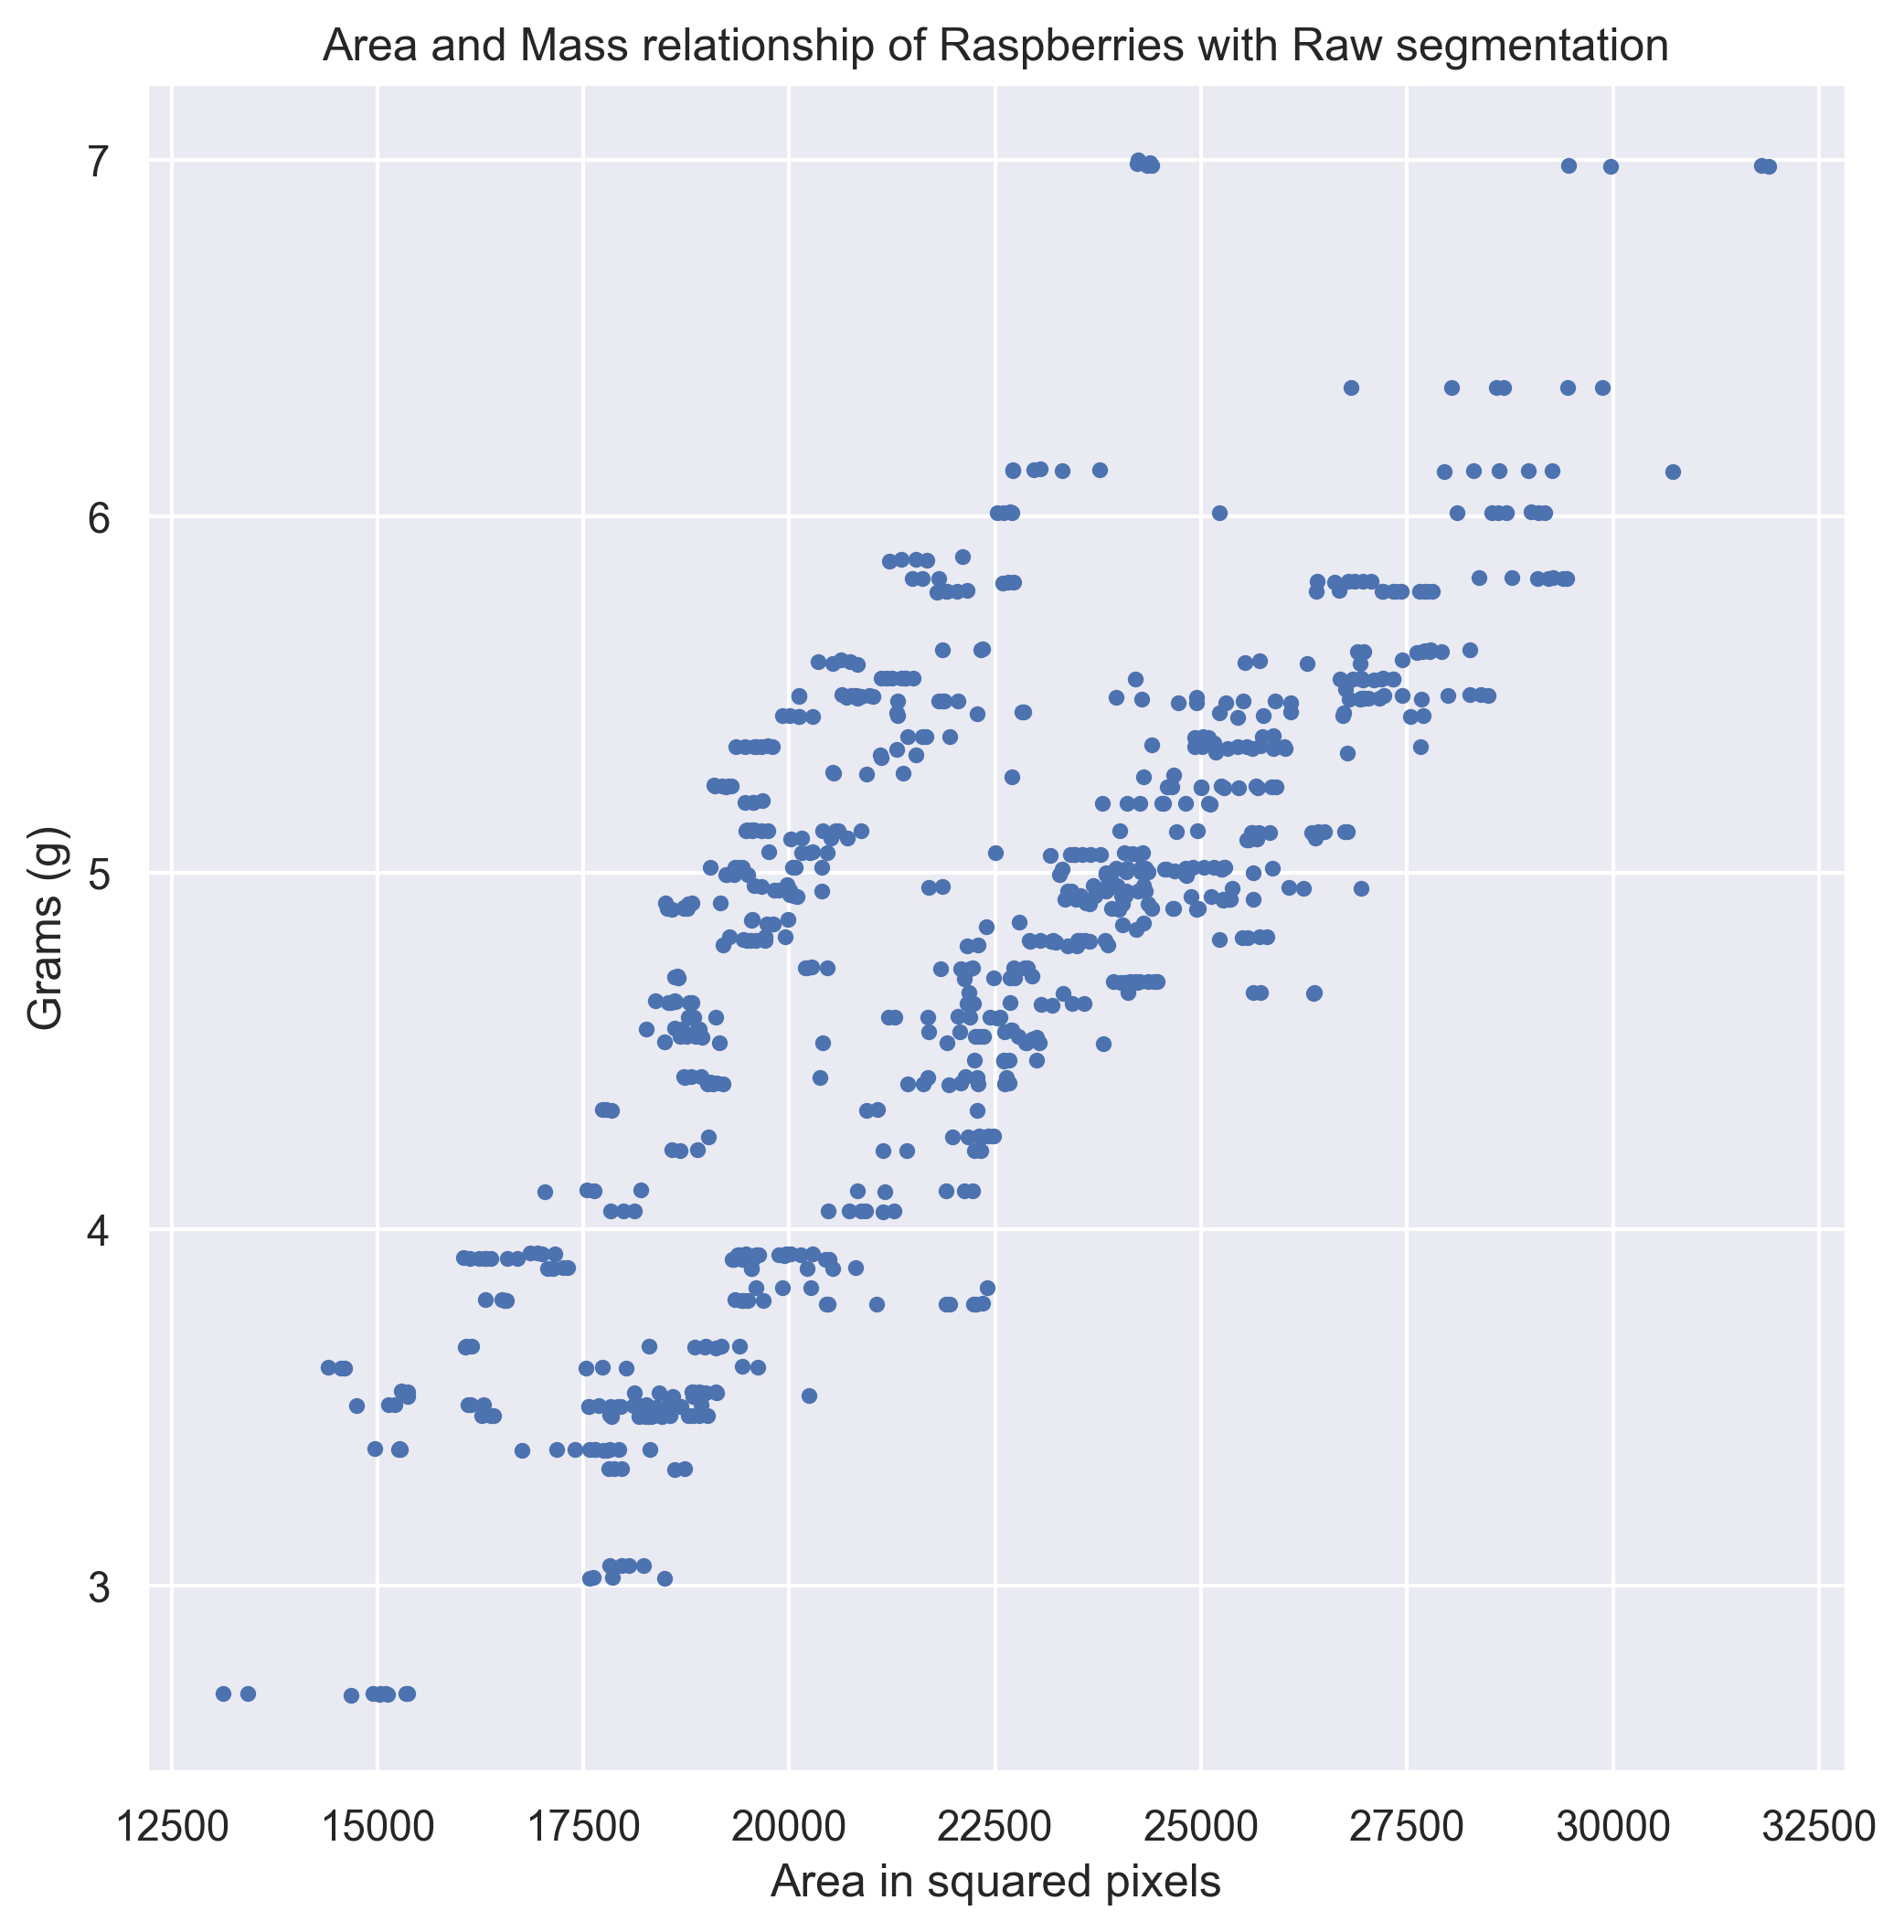 Area and Mass relationship of Raspberries with Raw segmentation
7
6
5
4
3
Grams (g)
12500 15000 17500 20000 22500 25000 27500 30000 32500
Area in squared pixels